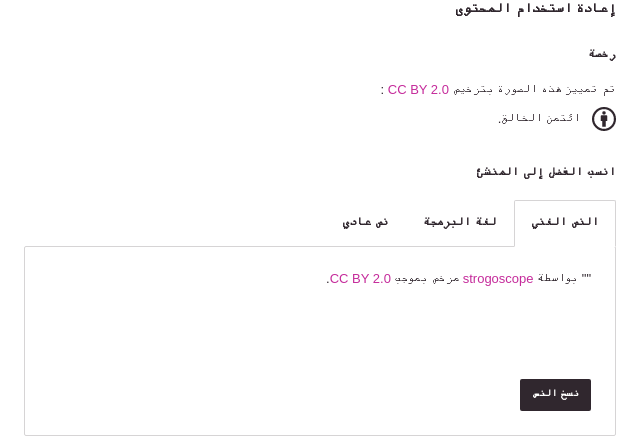 إعادة استخدام المحتوى
رخصة
تم تمييز هذه الصورة بترخيص CC BY 2.0 :
ائتمن الخالق.
انسب الفضل إلى المنشئ
النص الغني
لغة البرمجة
نص عادي
"" بواسطة strogoscope مرخص بموجب CC BY 2.0.
نسخ النص